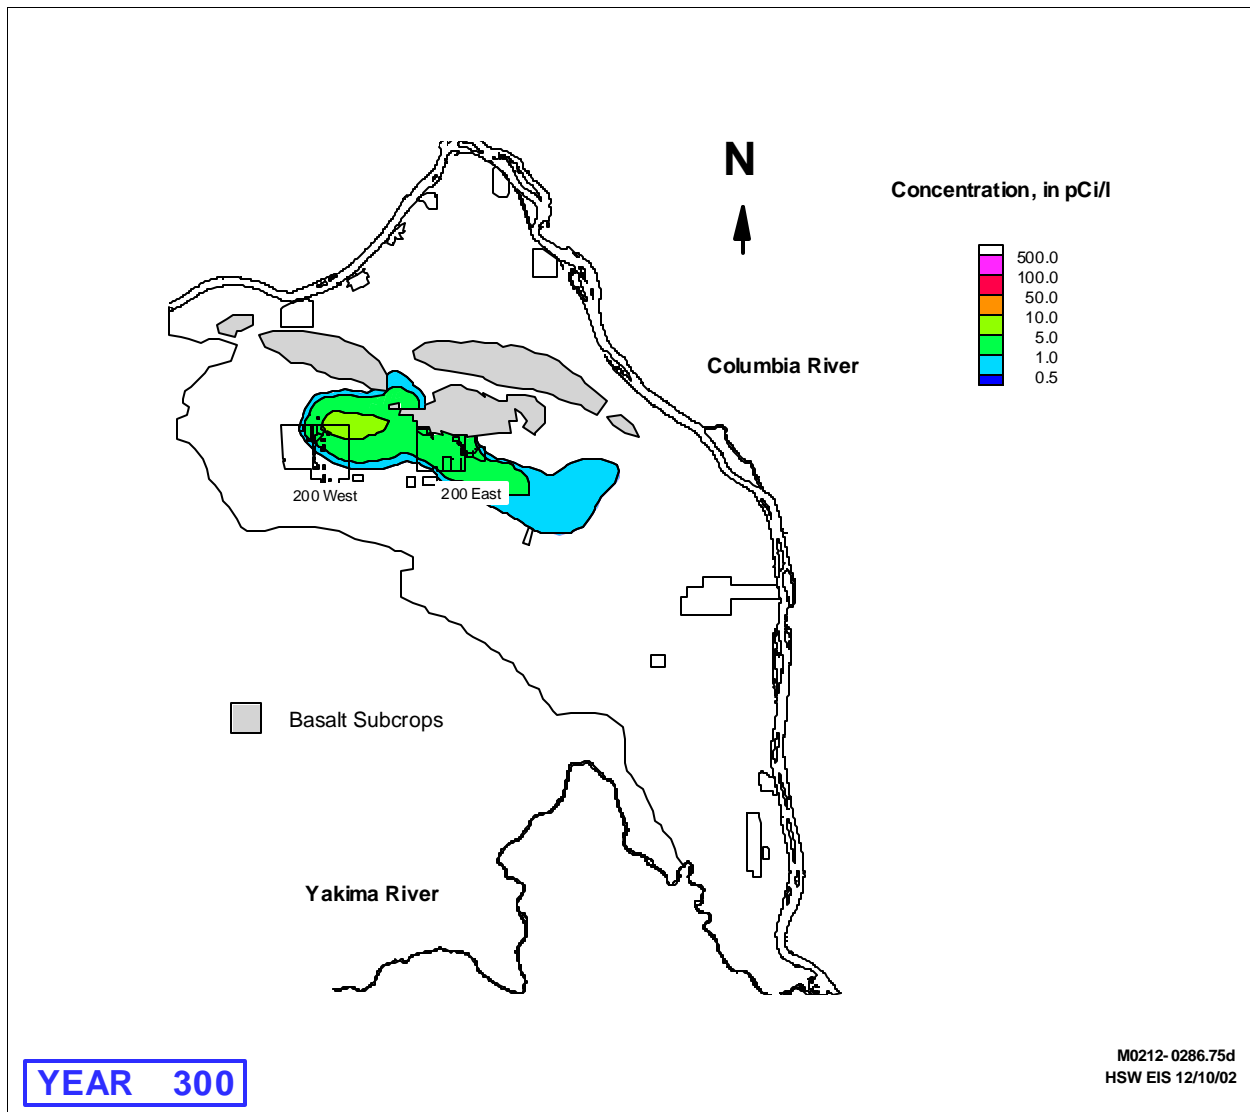 N
Concentration, in pCi/l
500.0
100.0
50.0
10.0
5.0
1.0
0.5
Columbia River
200 West
200 East
Basalt Subcrops
Yakima River
YEAR 300
M0212-0286.75d
HSW EIS 12/10/02